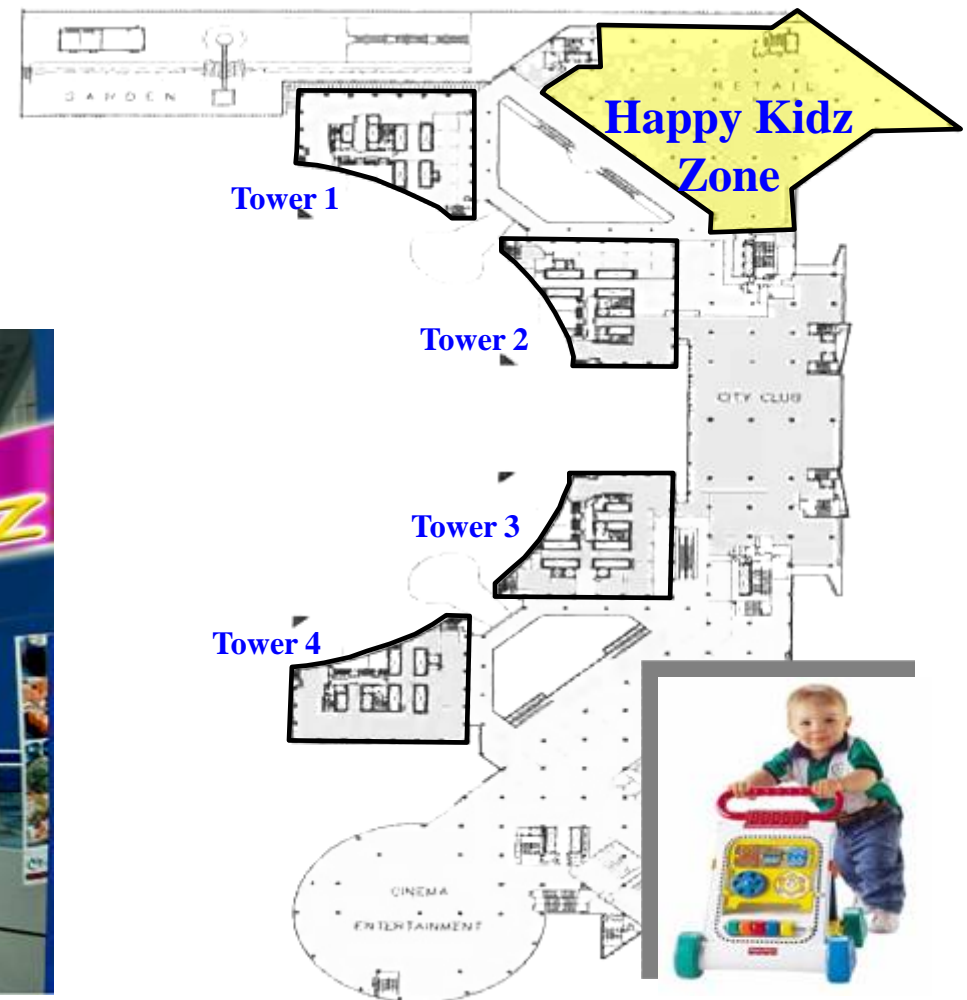 GARDEN
RETAIL
Happy Kidz
Zone
Tower 1
Tower 2
CITY CLUB
Tower 3
Tower 4
Z
CINEMA
ENTERTAINMENT